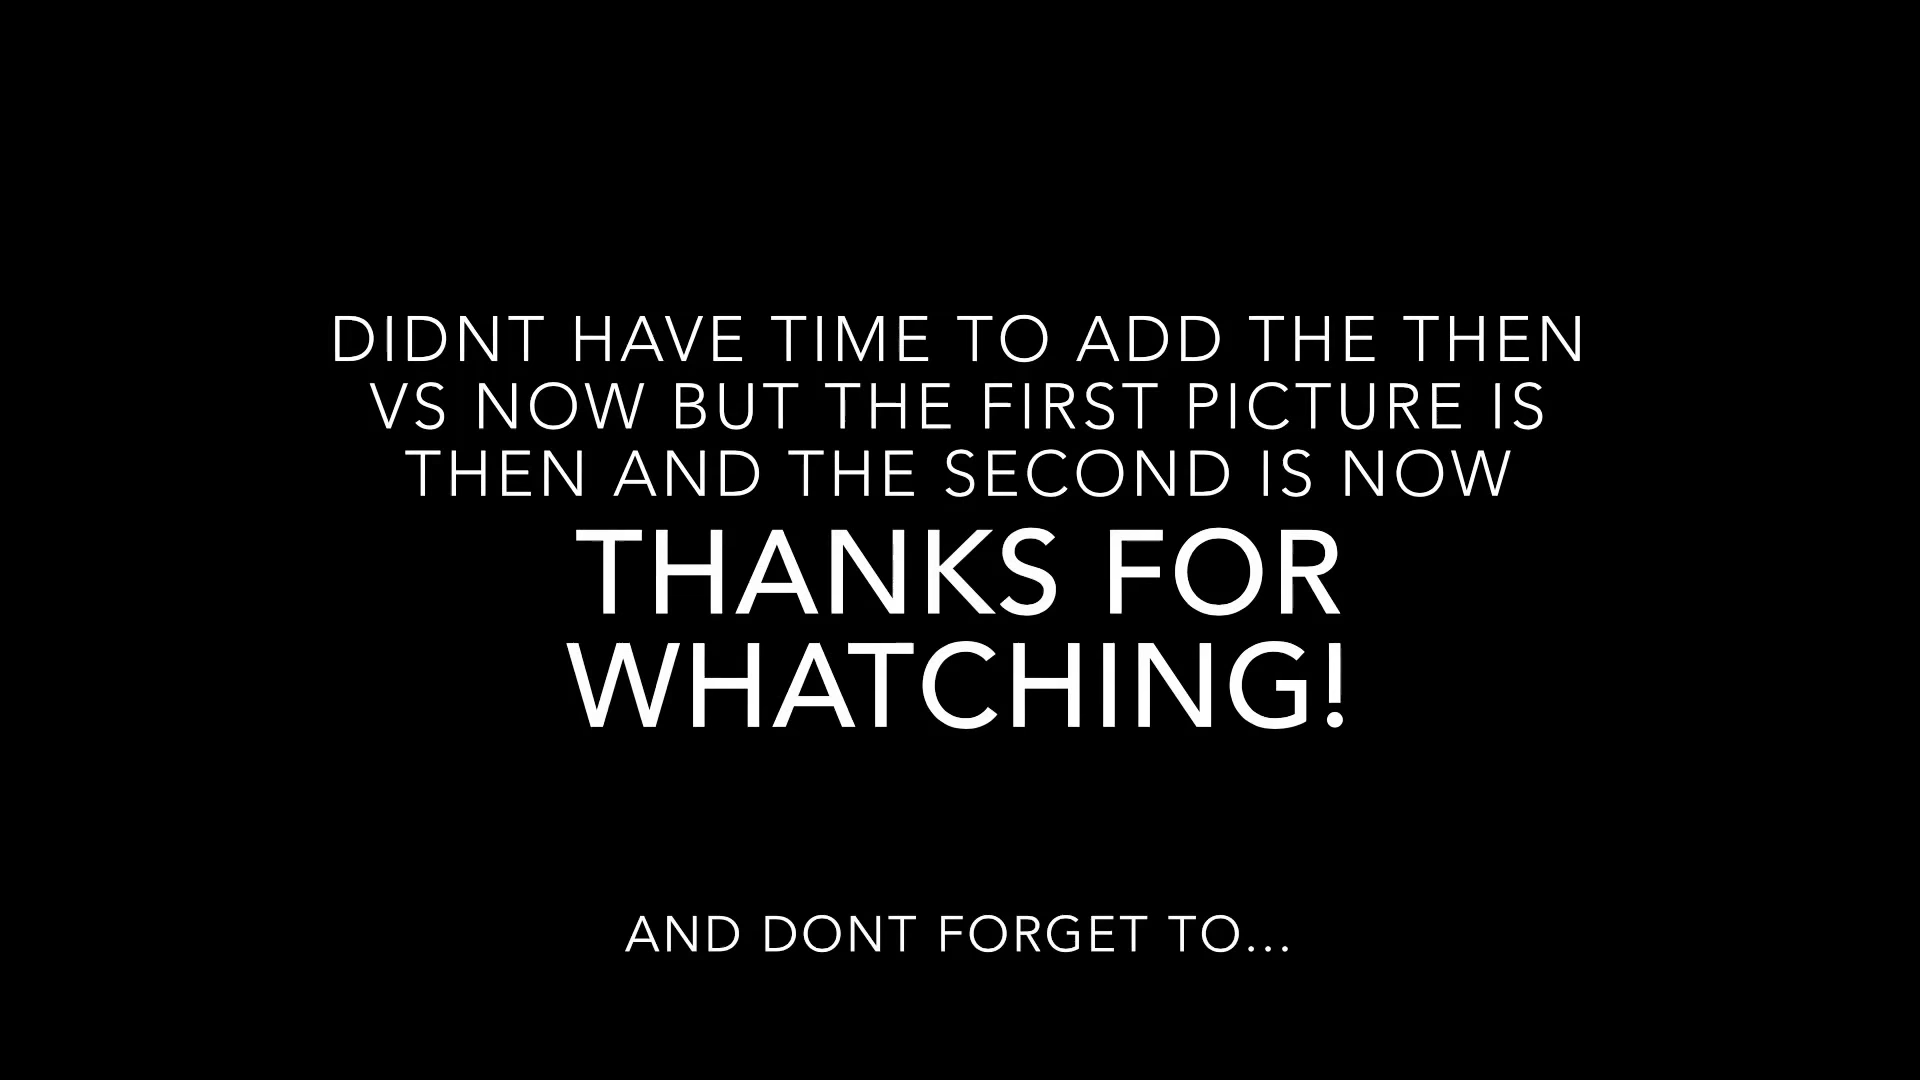 DIDNT HAVE TIME TO ADD THE THEN
VS NOW BUT THE FIRST PICTURE IS
THEN AND THE SECOND IS NOW
THANKS FOR
WHATCHING!
AND DONT FORGET TO...